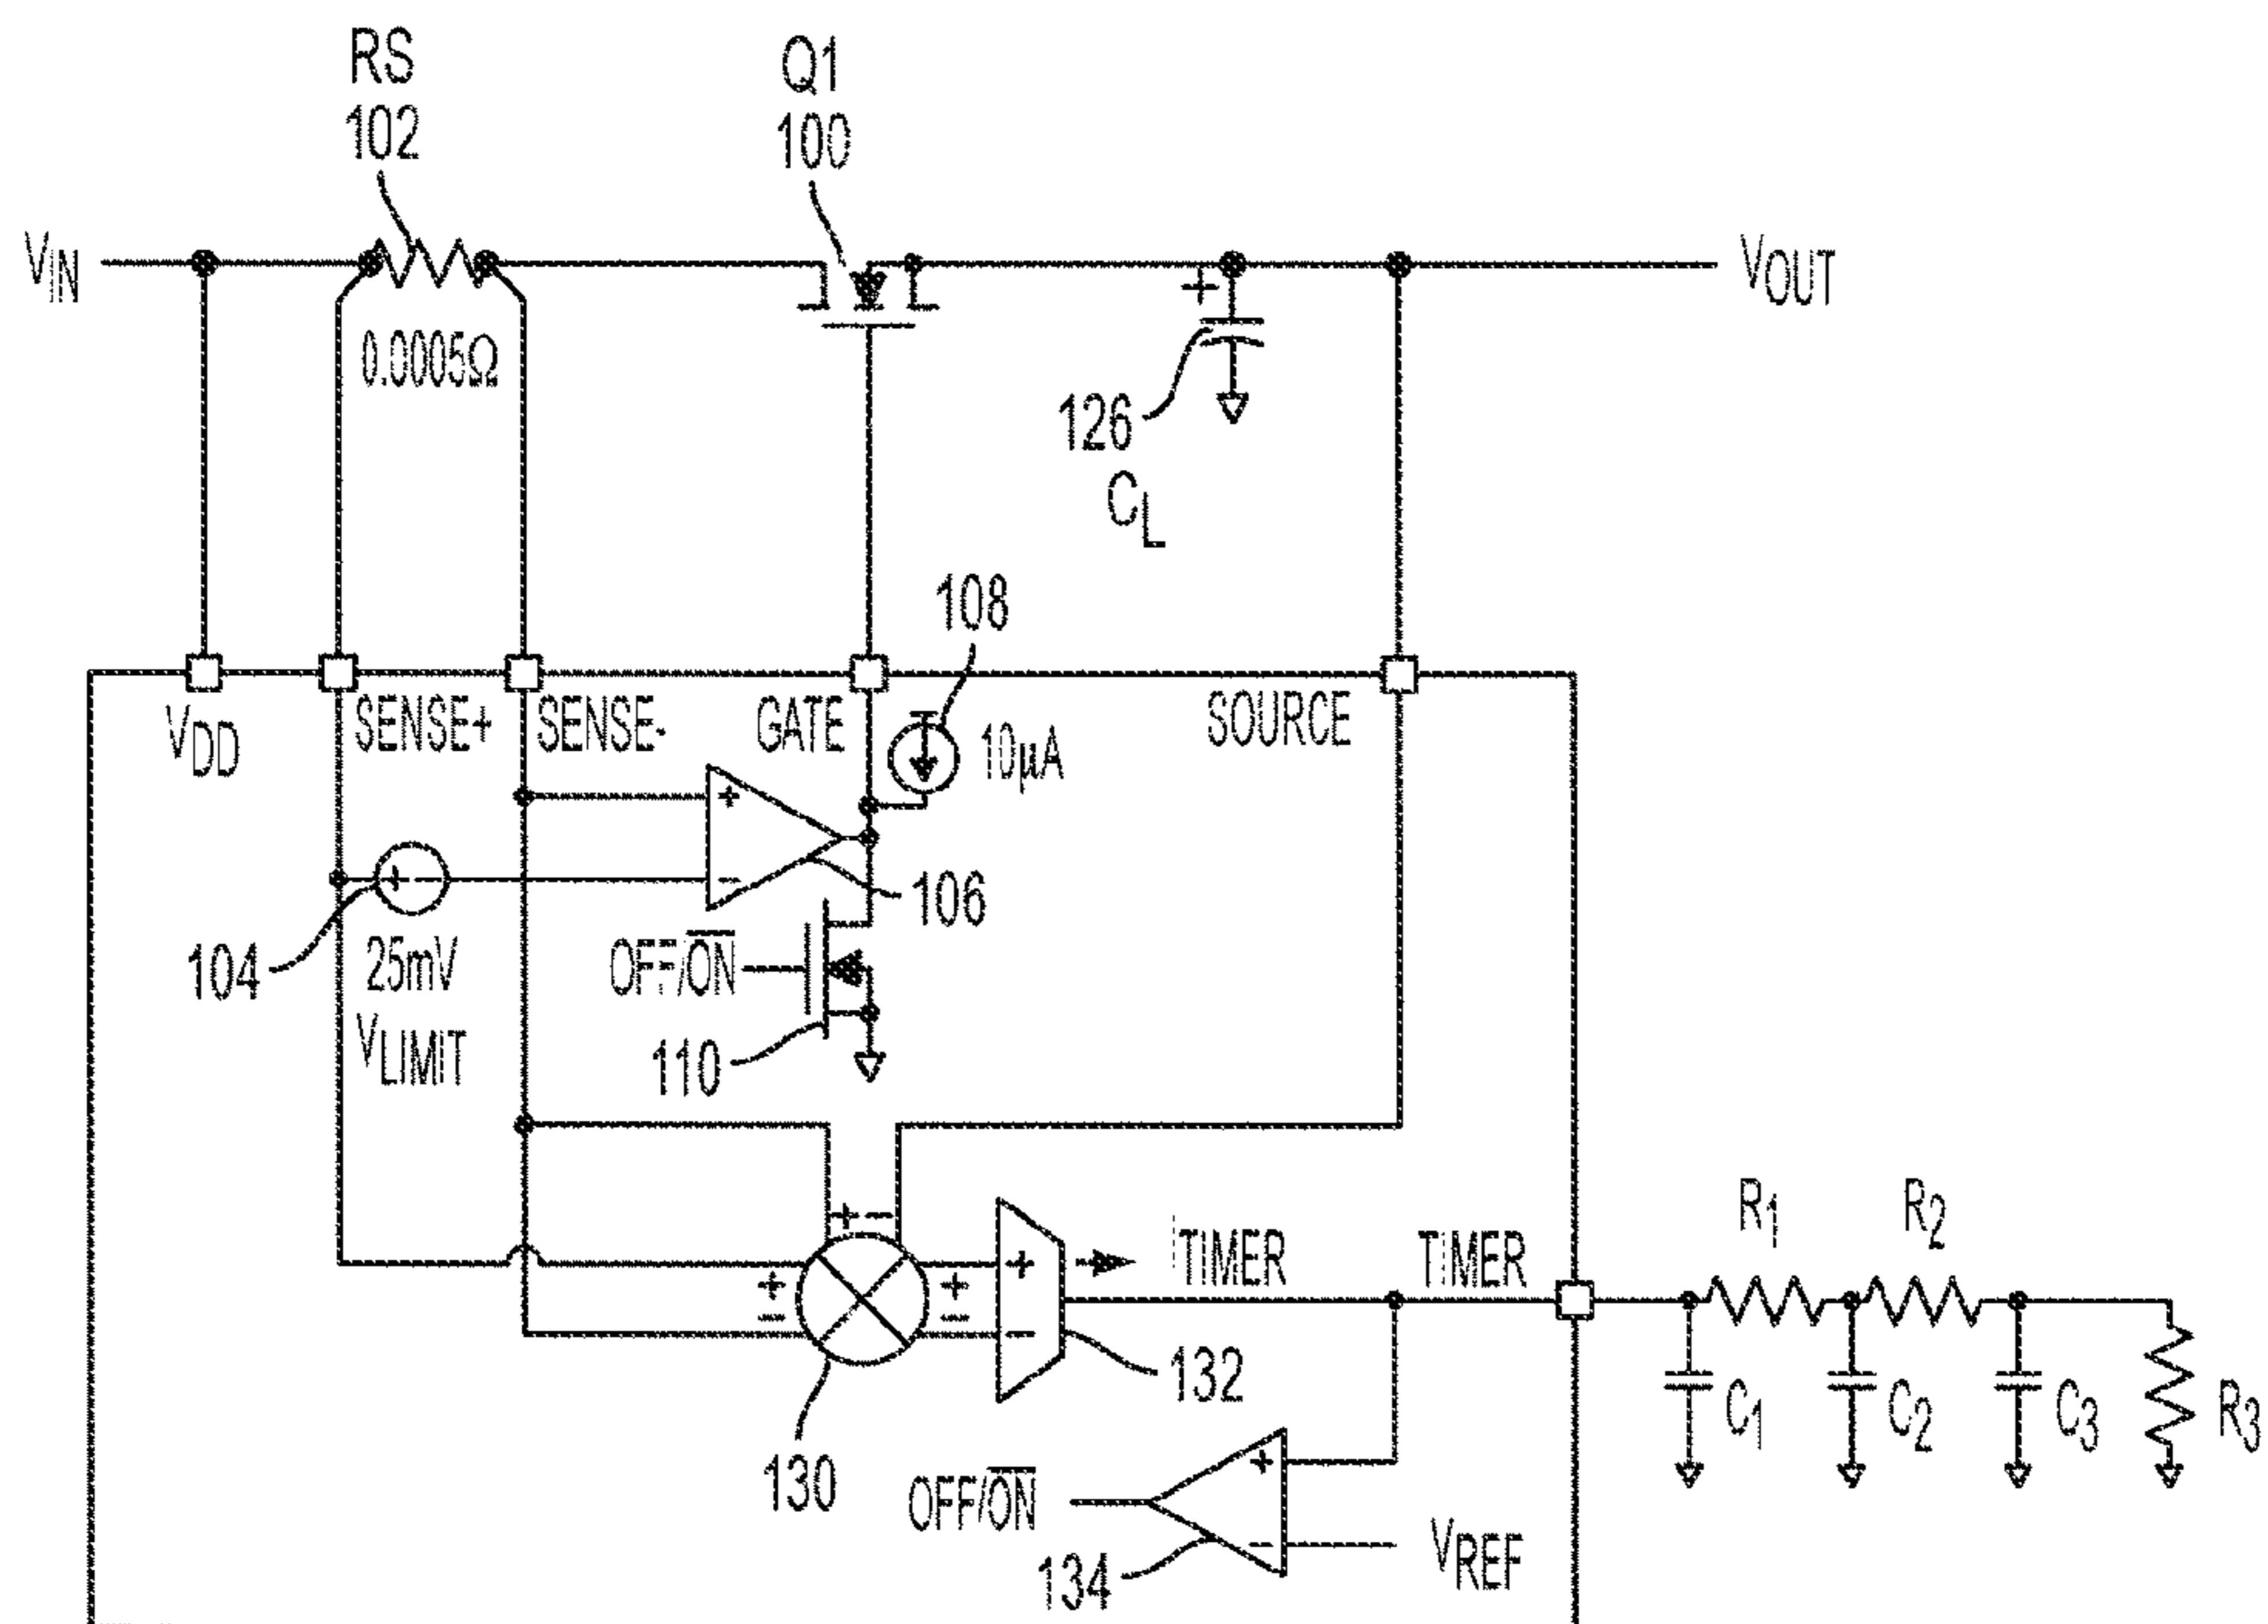 RS
102
Q1
100
VIN
VOUT
0.0005Ω
+
126
CL
108
VDD
SENSE+
SENSE-
GATE
10μA
SOURCE
+
-
106
+ -
104
25mV
VLIMIT
OFF/ON
110
+ -
+
-
+
-
+
-
ITIMER
TIMER
R1
R2
132
C1
C2
C3
R3
130
OFF/ON
+
-
134
VREF